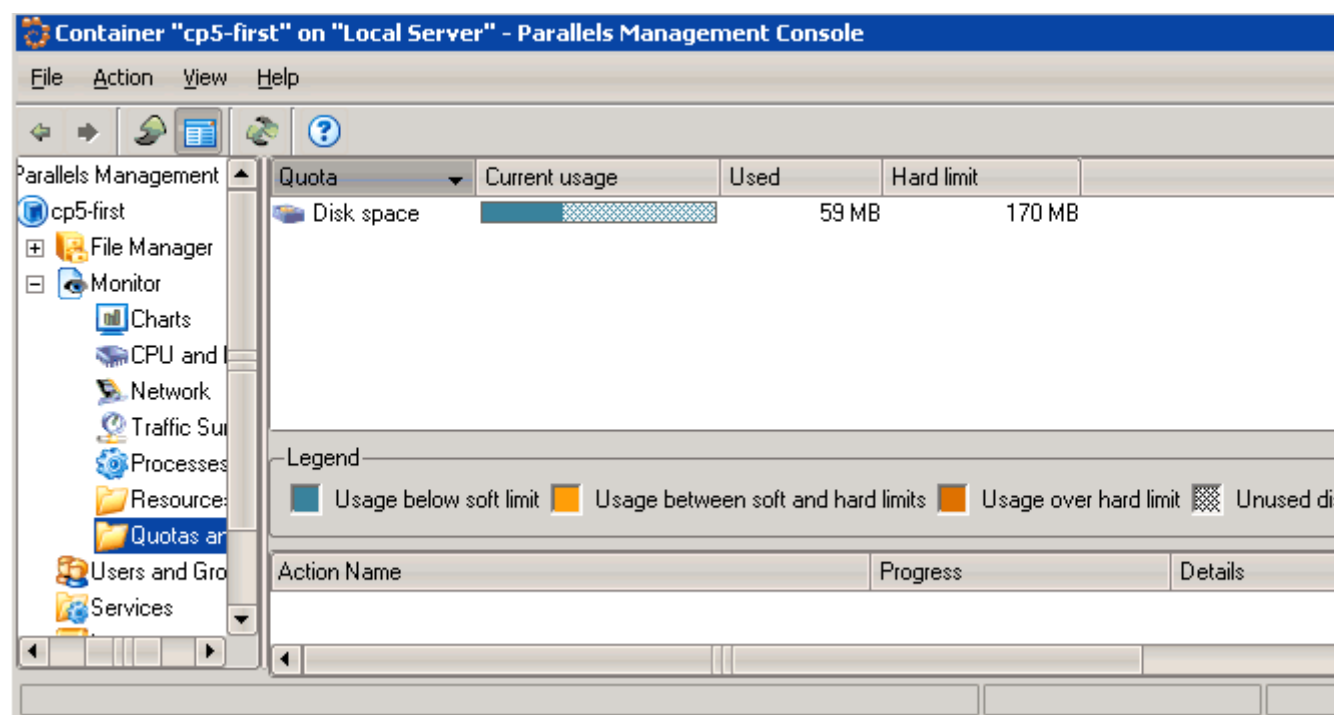 Container "cp5-first" on "Local Server" - Parallels Management Console
File Action View Help
Parallels Management
cp5-first
File Manager
Monitor
Charts
CPU and
Network
Traffic Sur
Processes
Resource
Quotas ar
Users and Gro
Services
Quota Current usage Used Hard limit
Disk space 59 MB 170 MB
Legend
Usage below soft limit Usage between soft and hard limits Usage over hard limit Unused di
Action Name Progress Details